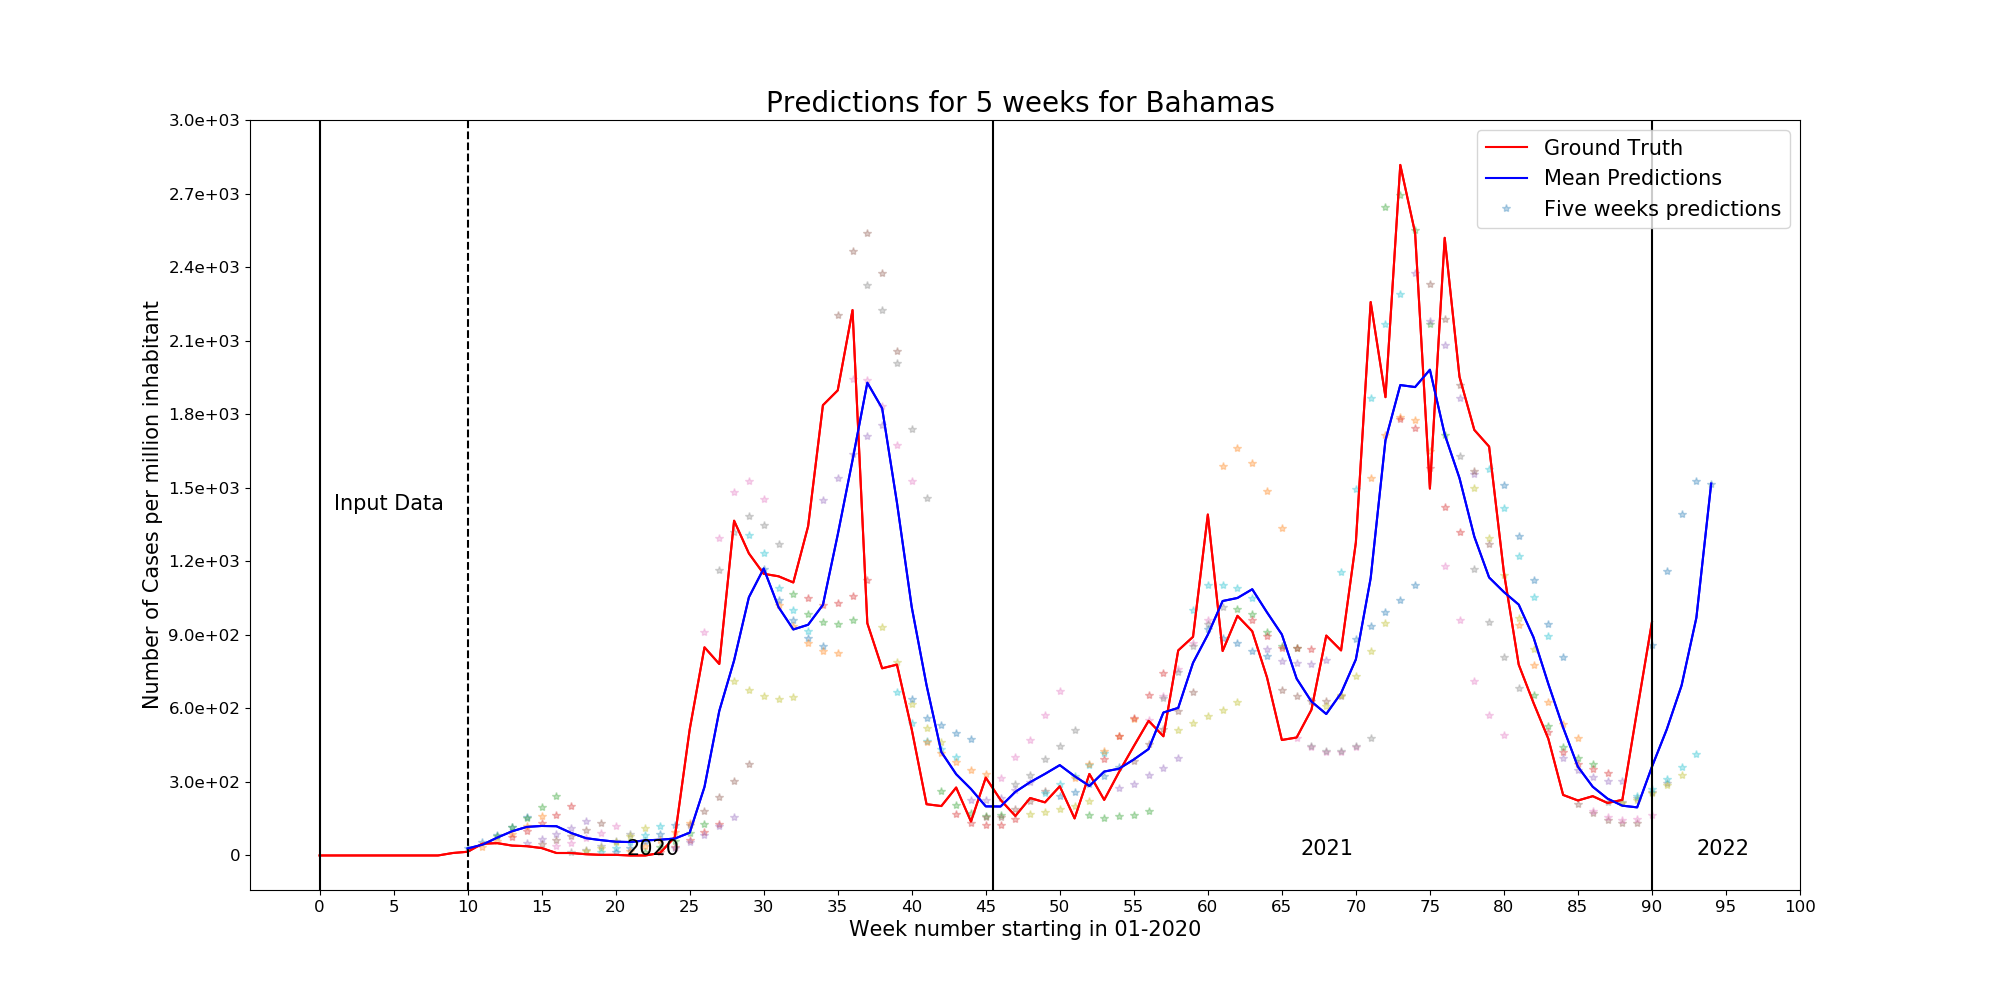 Predictions for 5 weeks for Bahamas
Number of Cases per million inhabitant
3.0e+03
2.7e+03
2.4e+03
2.1e+03
1.8e+03
1.5e+03
1.2e+03
9.0e+02
6.0e+02
3.0e+02
0
Ground Truth
Mean Predictions
Five weeks predictions
Input Data
2020
2021
2022
0 5 10 15 20 25 30 35 40 45 50 55 60 65 70 75 80 85 90 95 100
Week number starting in 01-2020